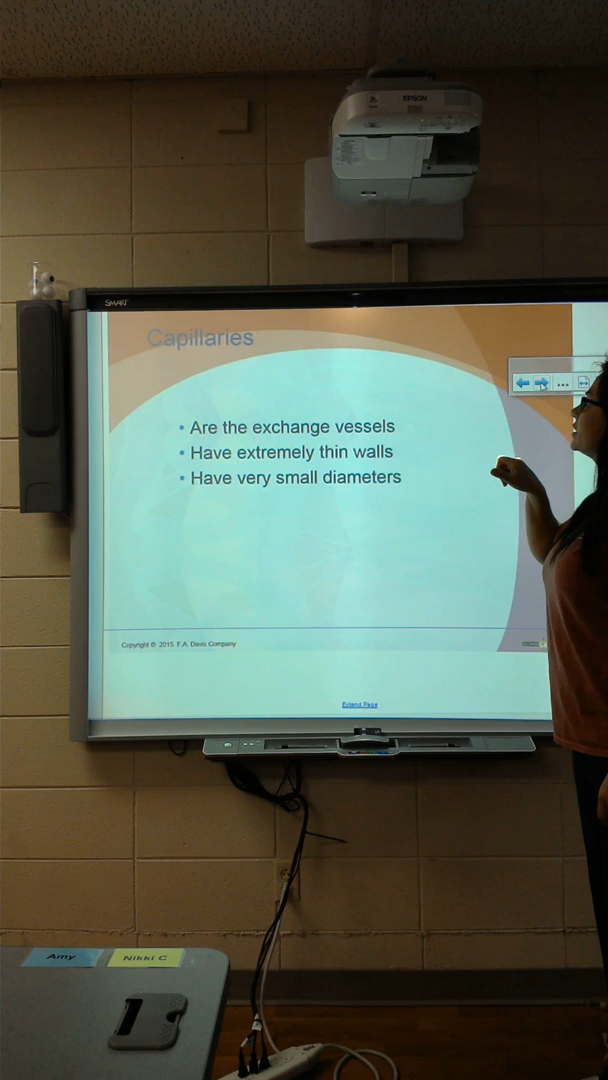 EPSON
SMART
Capillaries
• Are the exchange vessels
• Have extremely thin walls
• Have very small diameters
Copyright © 2015. F.A. Davis Company
Extend Page
Amy
Nikki C